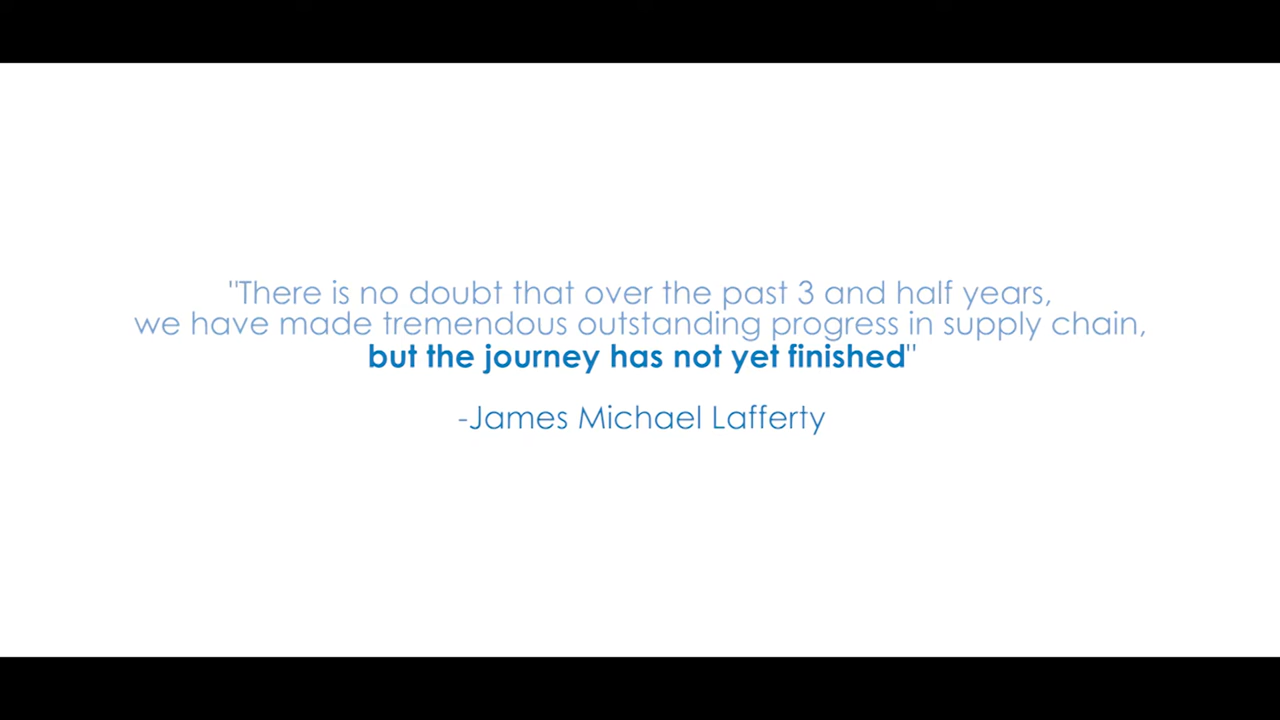 "There is no doubt that over the past 3 and half years,
we have made tremendous outstanding progress in supply chain,
but the journey has not yet finished"
-James Michael Lafferty